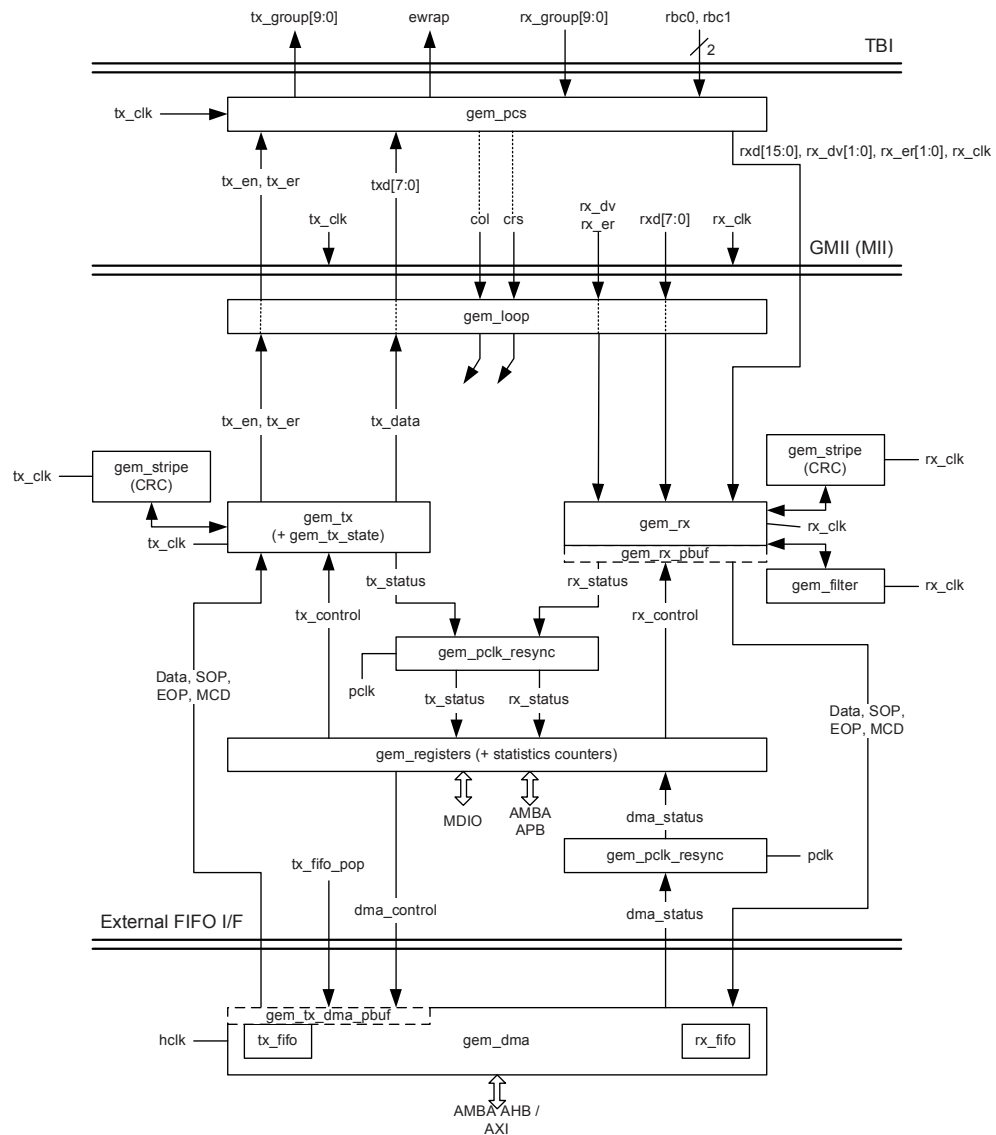 tx_group[9:0]
ewrap
rx_group[9:0]
rbc0, rbc1
2
TBI
tx_clk
gem_pcs
rxd[15:0], rx_dv[1:0], rx_er[1:0], rx_clk
tx_en, tx_er
txd[7:0]
tx_clk
col
crs
rx_dv
rx_er
rxd[7:0]
rx_clk
GMII (MII)
gem_loop
tx_en, tx_er
tx_data
tx_clk
gem_stripe
(CRC)
gem_stripe
(CRC)
rx_clk
gem_tx
(+ gem_tx_state)
tx_clk
gem_rx
rx_clk
gem_rx_pbuf
tx_status
rx_status
gem_filter
rx_clk
tx_control
rx_control
gem_pclk_resync
pclk
Data, SOP,
EOP, MCD
tx_status
rx_status
Data, SOP,
EOP, MCD
gem_registers (+ statistics counters)
MDIO
AMBA
APB
dma_status
gem_pclk_resync
pclk
tx_fifo_pop
dma_control
dma_status
External FIFO I/F
gem_tx_dma_pbuf
hclk
tx_fifo
gem_dma
rx_fifo
AMBA AHB /
AXI